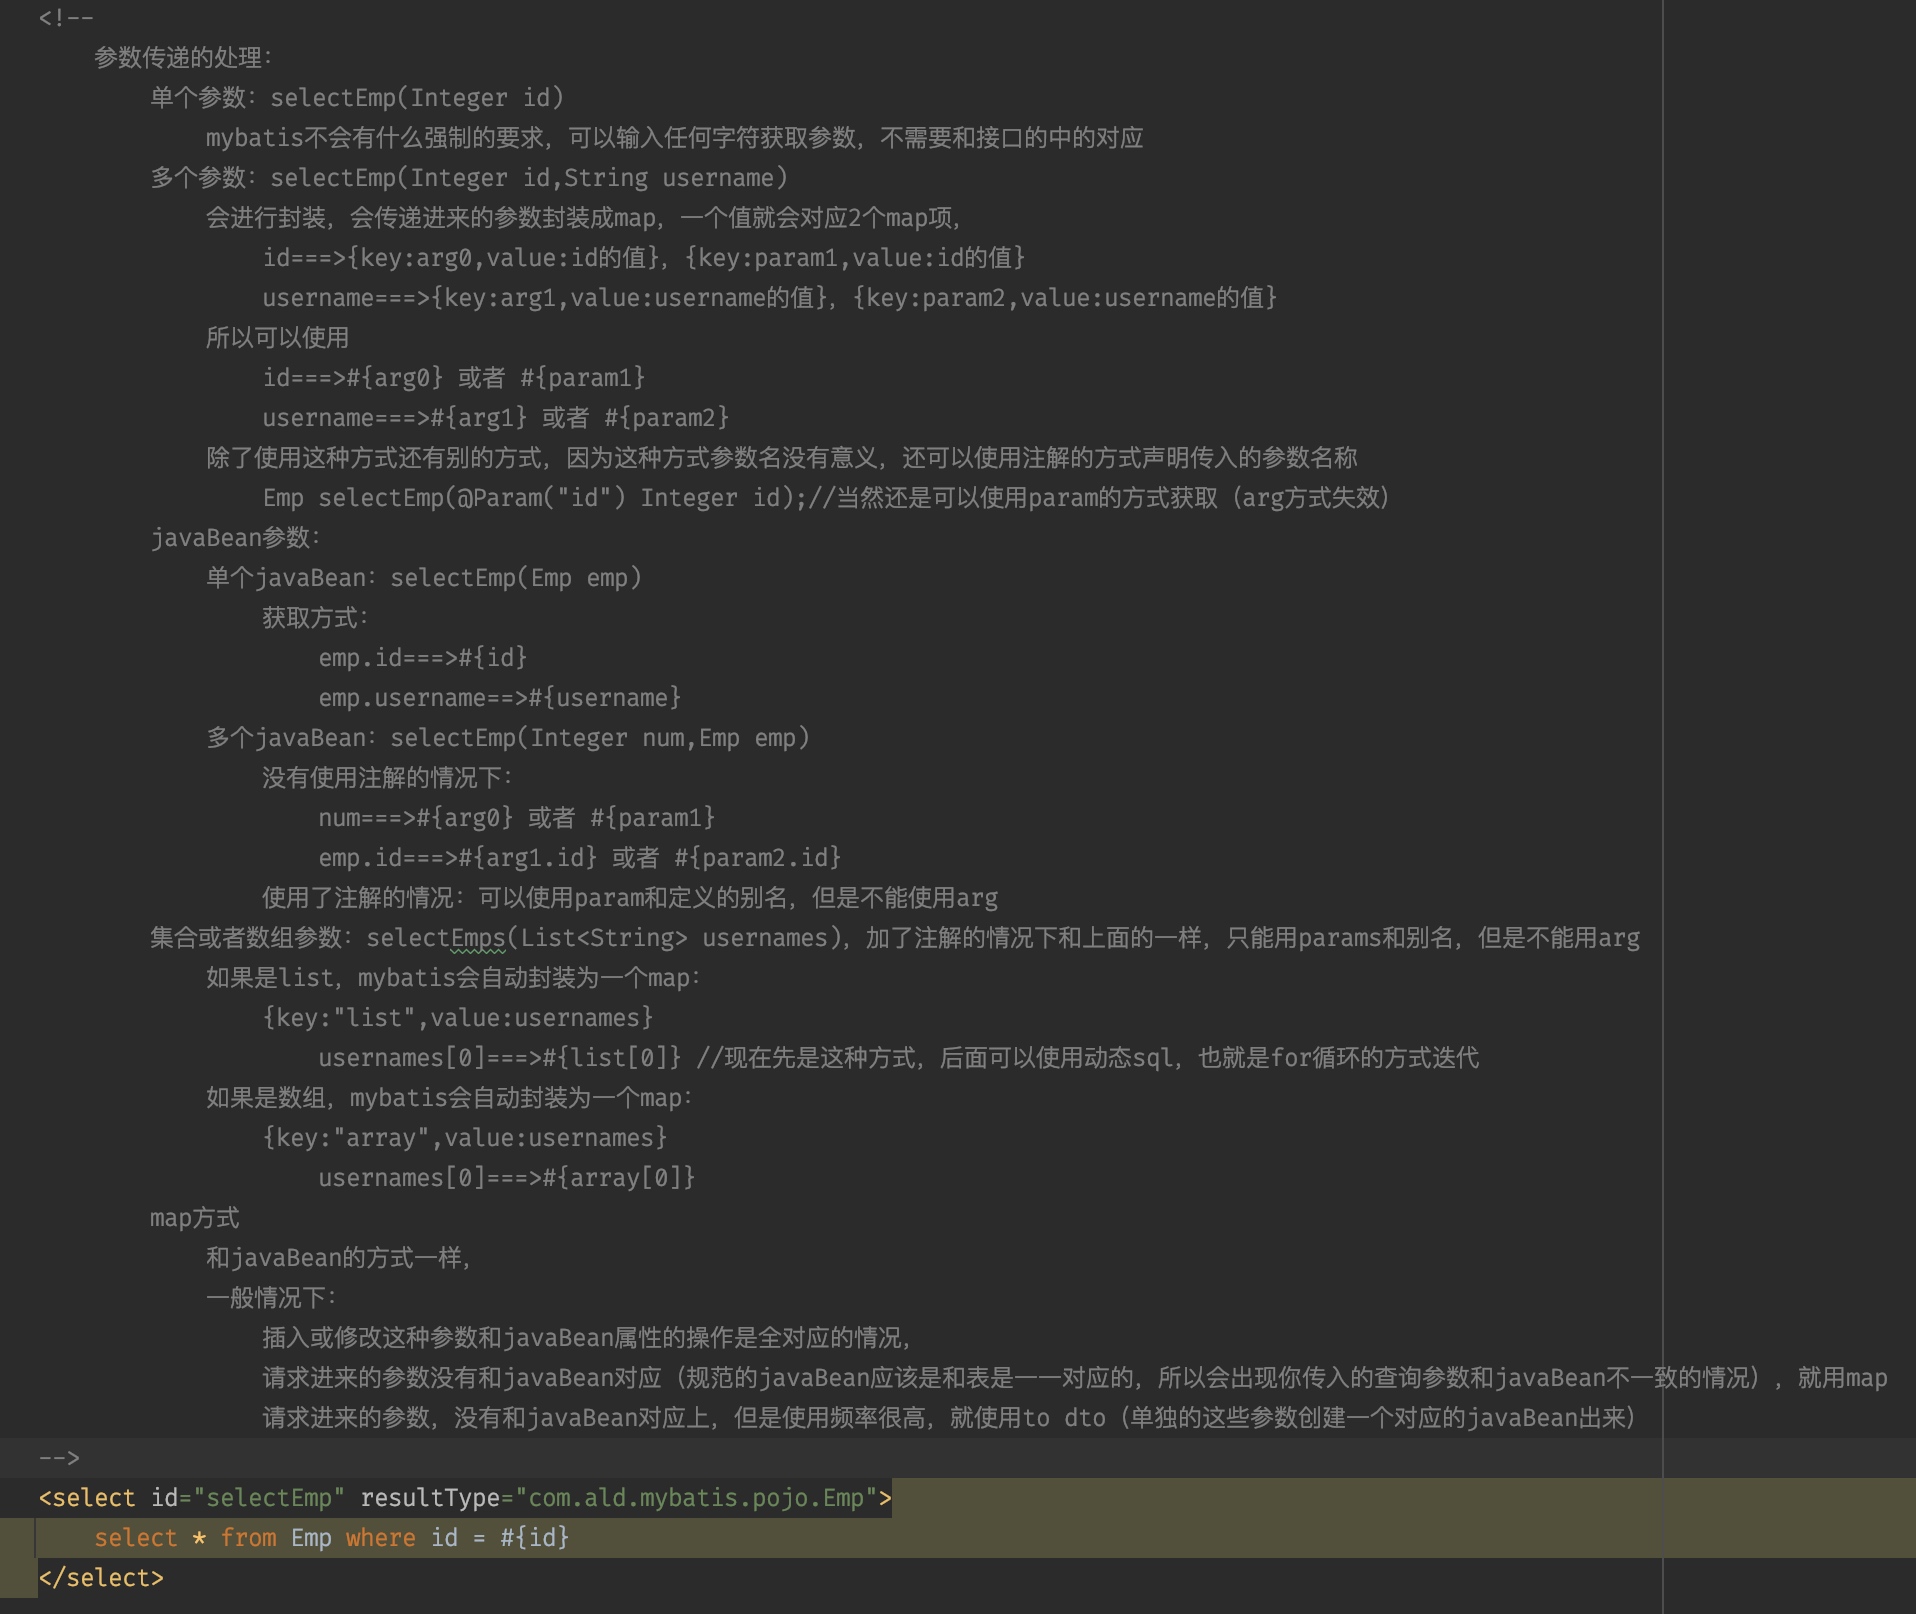 <!--
参数传递的处理：
单个参数：selectEmp(Integer id)
mybatis不会有什么强制的要求，可以输入任何字符获取参数，不需要和接口的中的对应
多个参数：selectEmp(Integer id,String username)
会进行封装，会传递进来的参数封装成map，一个值就会对应2个map项，
id===>{key:arg0,value:id的值}，{key:param1,value:id的值}
username===>{key:arg1,value:username的值}，{key:param2,value:username的值}
所以可以使用
id===>#{arg0} 或者 #{param1}
username===>#{arg1} 或者 #{param2}
除了使用这种方式还有别的方式，因为这种方式参数名没有意义，还可以使用注解的方式声明传入的参数名称
Emp selectEmp(@Param("id") Integer id);//当然还是可以使用param的方式获取（arg方式失效）
javaBean参数：
单个javaBean：selectEmp(Emp emp)
获取方式：
emp.id===>#{id}
emp.username==>#{username}
多个javaBean：selectEmp(Integer num,Emp emp)
没有使用注解的情况下：
num===>#{arg0} 或者 #{param1}
emp.id===>#{arg1.id} 或者 #{param2.id}
使用了注解的情况：可以使用param和定义的别名，但是不能使用arg
集合或者数组参数：selectEmps(List<String> usernames)，加了注解的情况下和上面的一样，只能用params和别名，但是不能用arg
如果是list，mybatis会自动封装为一个map：
{key:"list",value:usernames}
usernames[0]===>#{list[0]} //现在先是这种方式，后面可以使用动态sql，也就是for循环的方式迭代
如果是数组，mybatis会自动封装为一个map：
{key:"array",value:usernames}
usernames[0]===>#{array[0]}
map方式
和javaBean的方式一样，
一般情况下：
插入或修改这种参数和javaBean属性的操作是全对应的情况，
请求进来的参数没有和javaBean对应（规范的javaBean应该是和表是一一对应的，所以会出现你传入的查询参数和javaBean不一致的情况），就用map
请求进来的参数，没有和javaBean对应上，但是使用频率很高，就使用to dto（单独的这些参数创建一个对应的javaBean出来）
-->
<select id="selectEmp" resultType="com.ald.mybatis.pojo.Emp">
select * from Emp where id = #{id}
</select>